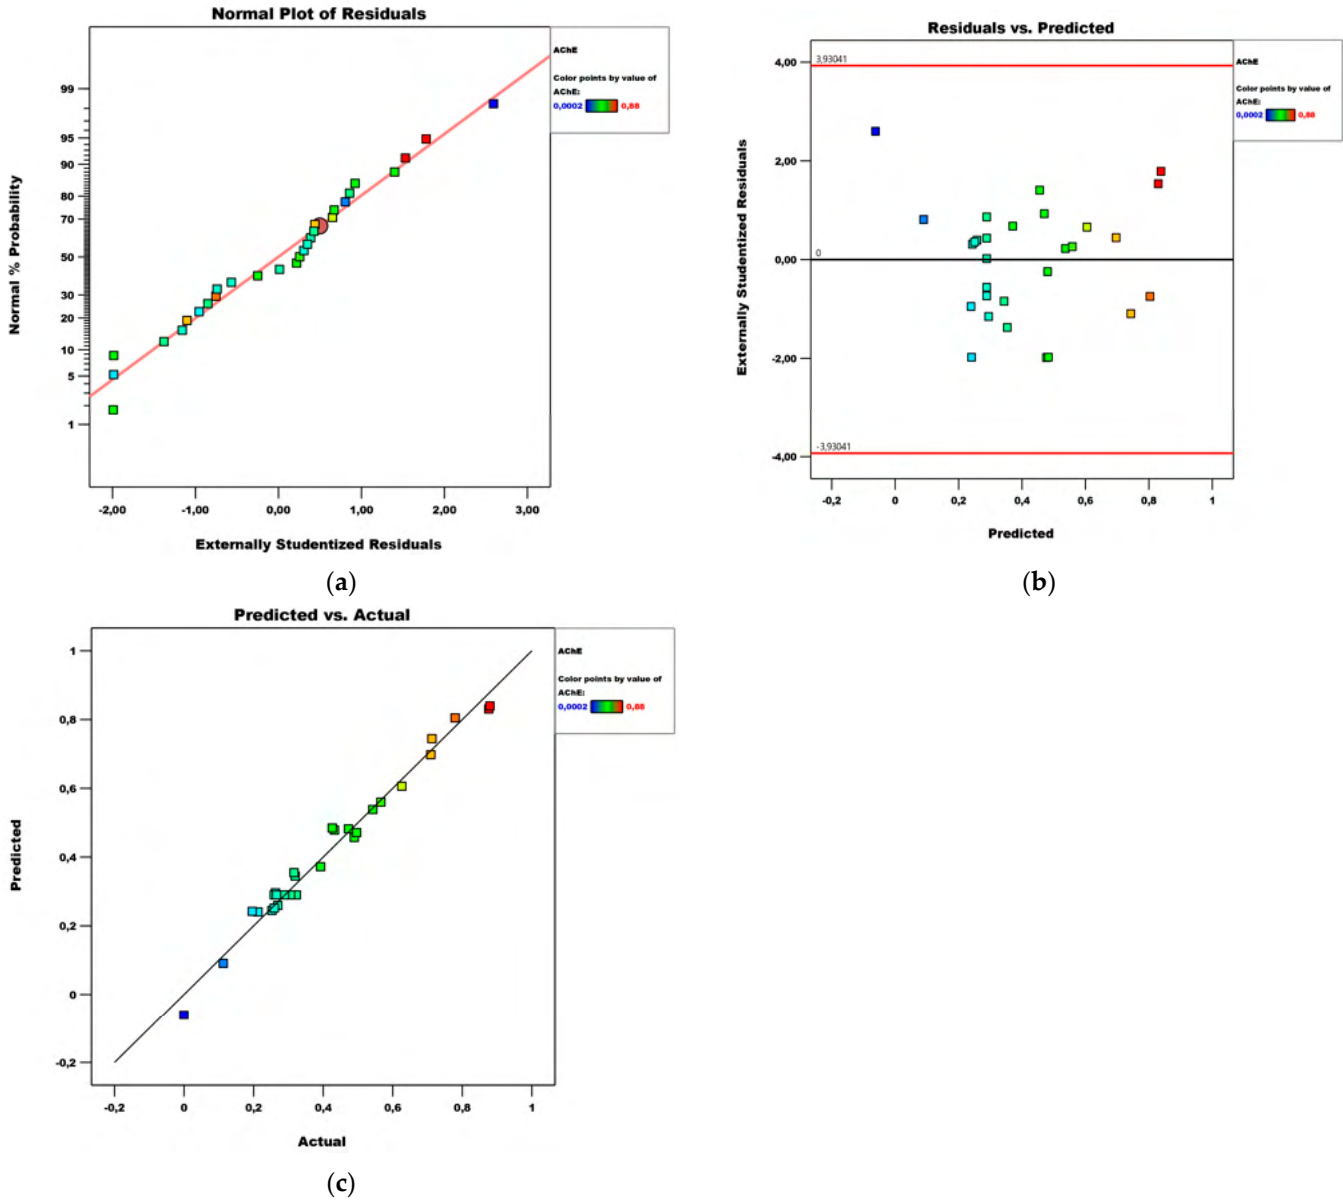 Normal Plot of Residuals
AChE
Color points by value of
AChE:
0,0002 0,88
Normal % Probability
99
95
90
80
70
50
30
20
10
5
1
-2,00 -1,00 0,00 1,00 2,00 3,00
Externally Studentized Residuals
(a)
Residuals vs. Predicted
AChE
Color points by value of
AChE:
0,0002 0,88
Externally Studentized Residuals
4,00
2,00
0,00
-2,00
-4,00
3,93041
0
-3,93041
-0,2 0 0,2 0,4 0,6 0,8 1
Predicted
(b)
Predicted vs. Actual
AChE
Color points by value of
AChE:
0,0002 0,88
Predicted
1
0,8
0,6
0,4
0,2
0
-0,2
-0,2 0 0,2 0,4 0,6 0,8 1
Actual
(c)